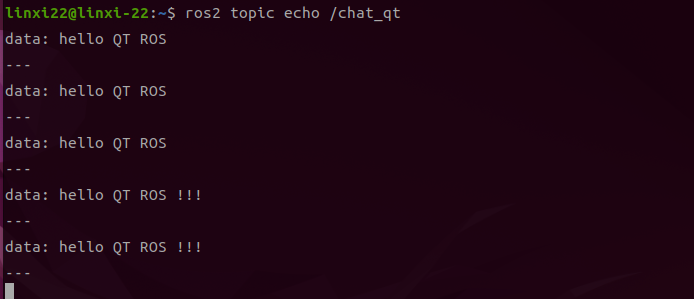 linxi22@linxi-22:~$ ros2 topic echo /chat_qt
data: hello QT ROS
---
data: hello QT ROS
---
data: hello QT ROS
---
data: hello QT ROS !!!
---
data: hello QT ROS !!!
---